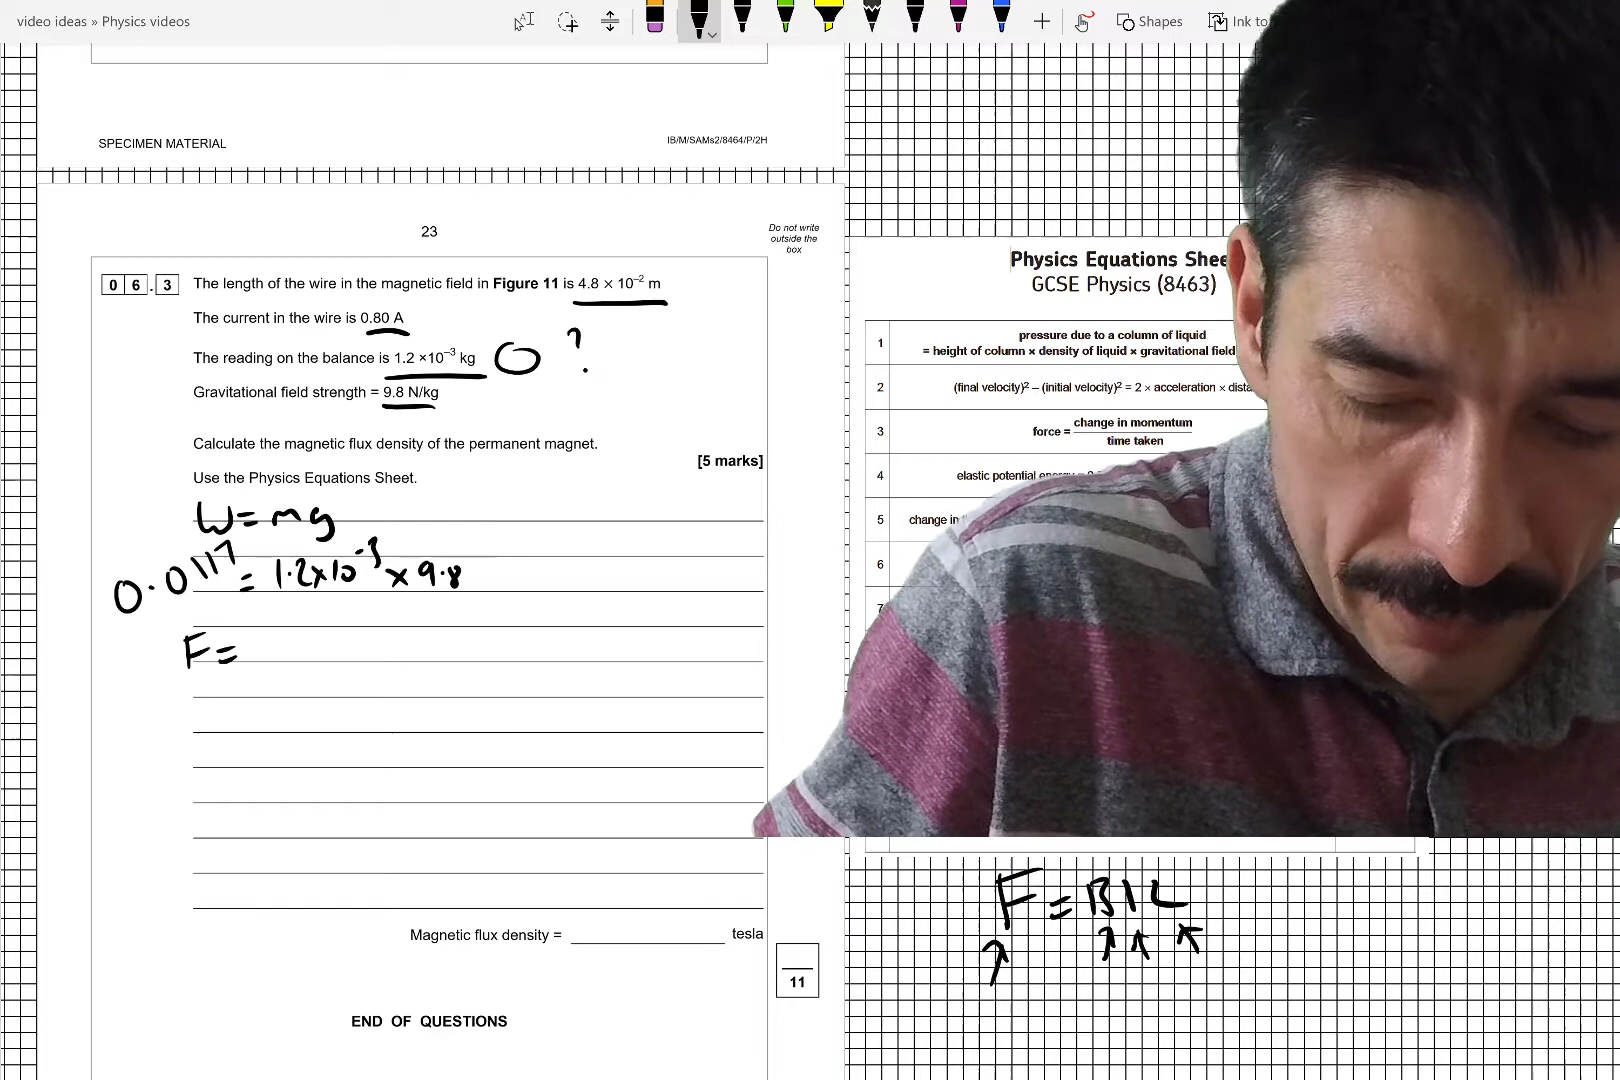 video ideas » Physics videos
Shapes
Ink to
SPECIMEN MATERIAL
IB/M/SAMs2/8464/P/2H
23
Do not write
outside the
box
0 6 . 3
The length of the wire in the magnetic field in Figure 11 is 4.8 × 10⁻² m
The current in the wire is 0.80 A
The reading on the balance is 1.2 ×10⁻³ kg
O ?
Gravitational field strength = 9.8 N/kg
Calculate the magnetic flux density of the permanent magnet.
[5 marks]
Use the Physics Equations Sheet.
W = mg
0.0117 = 1.2×10⁻³ × 9.8
F =
Magnetic flux density = tesla
11
END OF QUESTIONS
Physics Equations Shee
GCSE Physics (8463)
1
pressure due to a column of liquid
= height of column × density of liquid × gravitational field
2
(final velocity)² – (initial velocity)² = 2 × acceleration × dista
3
force = change in momentum
time taken
4
elastic potential
5
change in
6
7
F = BIL